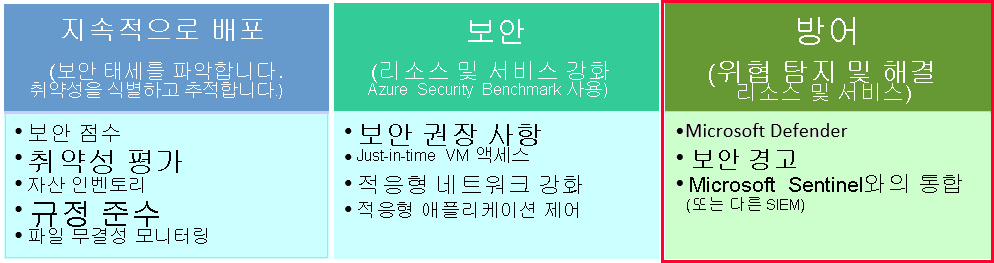 지속적으로 배포
(보안 태세를 파악합니다.
취약성을 식별하고 추적합니다.)
• 보안 점수
• 취약성 평가
• 자산 인벤토리
• 규정 준수
• 파일 무결성 모니터링
보안
(리소스 및 서비스 강화
Azure Security Benchmark 사용)
• 보안 권장 사항
• Just-in-time VM 액세스
• 적응형 네트워크 강화
• 적응형 애플리케이션 제어
방어
(위협 탐지 및 해결
리소스 및 서비스)
• Microsoft Defender
• 보안 경고
• Microsoft Sentinel와의 통합
(또는 다른 SIEM)